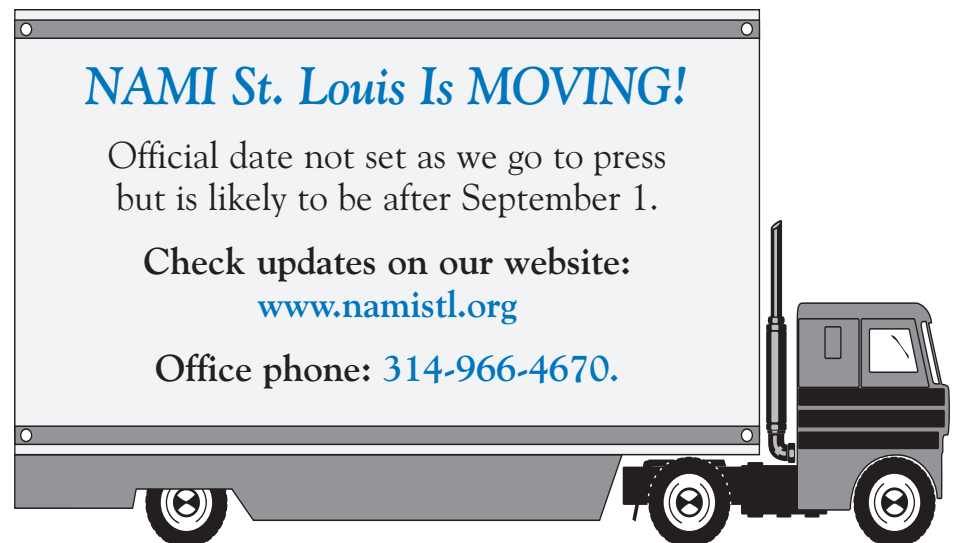 NAMI St. Louis Is MOVING!
Official date not set as we go to press
but is likely to be after September 1.
Check updates on our website:
www.namistl.org
Office phone: 314-966-4670.